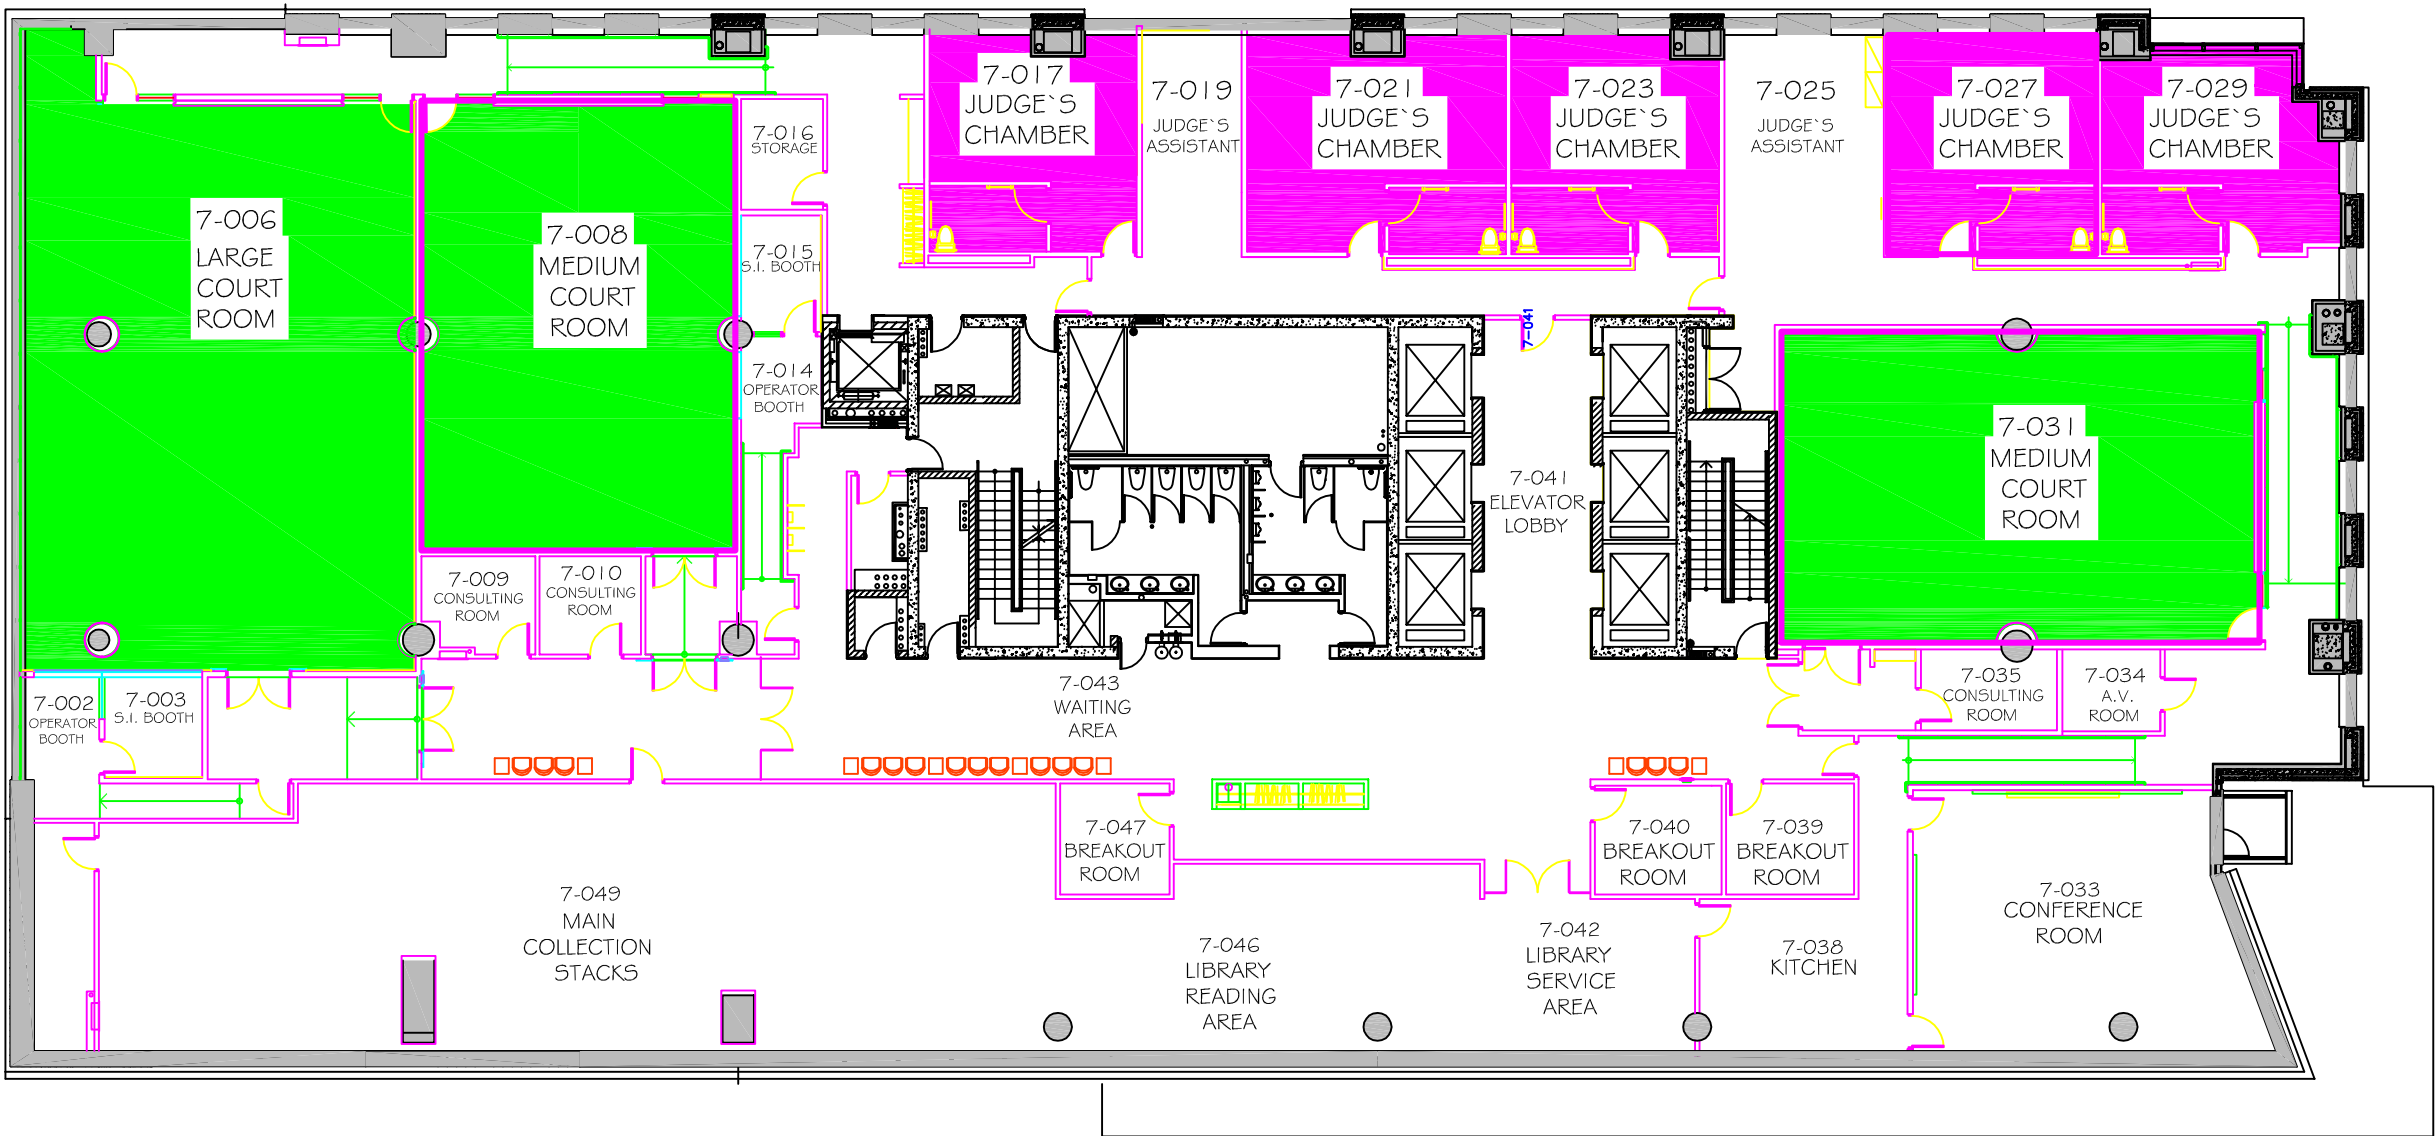 7-017
JUDGE`S
CHAMBER
7-019
JUDGE`S
ASSISTANT
7-021
JUDGE`S
CHAMBER
7-023
JUDGE`S
CHAMBER
7-025
JUDGE`S
ASSISTANT
7-027
JUDGE`S
CHAMBER
7-029
JUDGE`S
CHAMBER
7-016
STORAGE
7-006
LARGE
COURT
ROOM
7-008
MEDIUM
COURT
ROOM
7-015
S.I. BOOTH
7-014
OPERATOR
BOOTH
7-041
7-041
ELEVATOR
LOBBY
7-031
MEDIUM
COURT
ROOM
7-009
CONSULTING
ROOM
7-010
CONSULTING
ROOM
7-002
OPERATOR
BOOTH
7-003
S.I. BOOTH
7-043
WAITING
AREA
7-035
CONSULTING
ROOM
7-034
A.V.
ROOM
7-047
BREAKOUT
ROOM
7-040
BREAKOUT
ROOM
7-039
BREAKOUT
ROOM
7-049
MAIN
COLLECTION
STACKS
7-046
LIBRARY
READING
AREA
7-042
LIBRARY
SERVICE
AREA
7-038
KITCHEN
7-033
CONFERENCE
ROOM